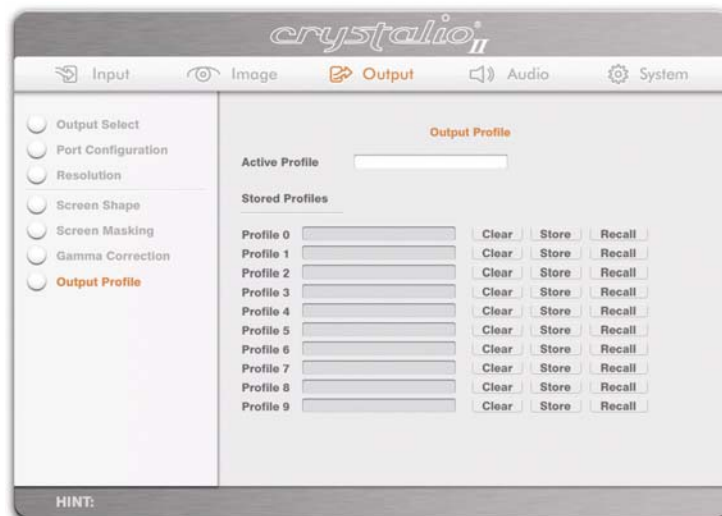 crystalio II
Input Image Output Audio System
Output Select
Port Configuration
Resolution
Screen Shape
Screen Masking
Gamma Correction
Output Profile
Output Profile
Active Profile
Stored Profiles
Profile 0 Clear Store Recall
Profile 1 Clear Store Recall
Profile 2 Clear Store Recall
Profile 3 Clear Store Recall
Profile 4 Clear Store Recall
Profile 5 Clear Store Recall
Profile 6 Clear Store Recall
Profile 7 Clear Store Recall
Profile 8 Clear Store Recall
Profile 9 Clear Store Recall
HINT: